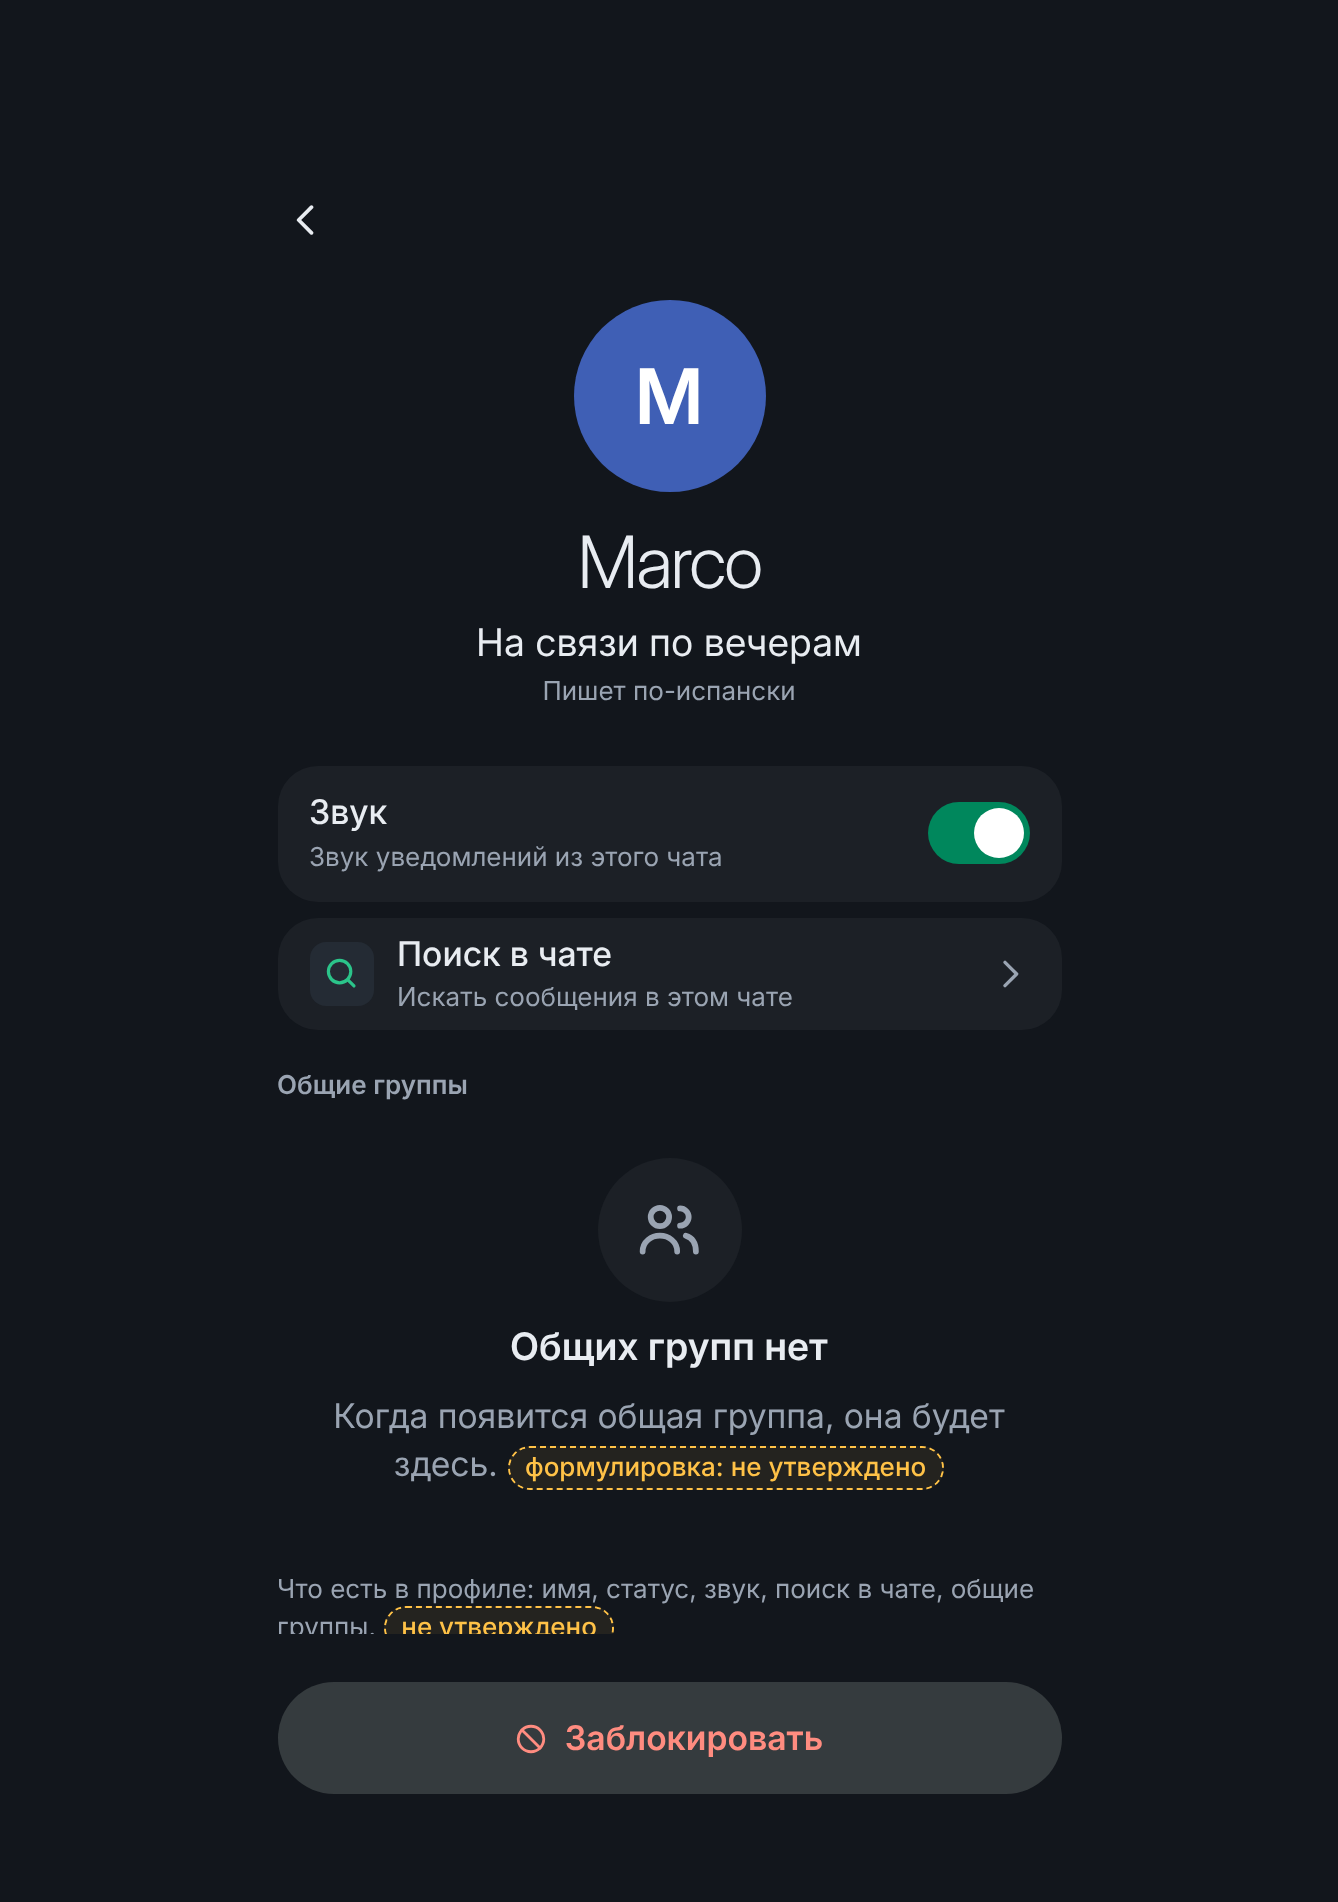 M
Marco
На связи по вечерам
Пишет по-испански
Звук
Звук уведомлений из этого чата
Поиск в чате
Искать сообщения в этом чате
Общие группы
Общих групп нет
Когда появится общая группа, она будет
здесь. формулировка: не утверждено
Что есть в профиле: имя, статус, звук, поиск в чате, общие
группы. не утверждено
Заблокировать